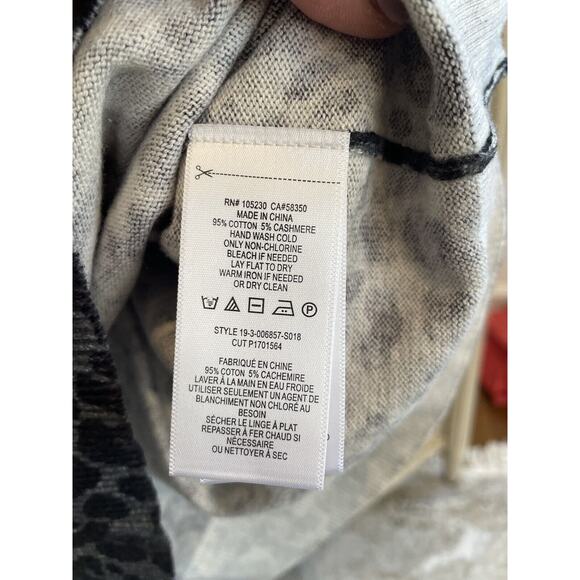 RN# 105230 CA#58350
MADE IN CHINA
95% COTTON 5% CASHMERE
HAND WASH COLD
ONLY NON-CHLORINE
BLEACH IF NEEDED
LAY FLAT TO DRY
WARM IRON IF NEEDED
OR DRY CLEAN
P
STYLE 19-3-006857-S018
CUT P1701564
FABRIQUÉ EN CHINE
95% COTON 5% CACHEMIRE
LAVER À LA MAIN EN EAU FROIDE
UTILISER SEULEMENT UN AGENT DE
BLANCHIMENT NON CHLORÉ AU
BESOIN
SÉCHER LE LINGE À PLAT
REPASSER À FER CHAUD SI
NÉCESSAIRE
OU NETTOYER À SEC